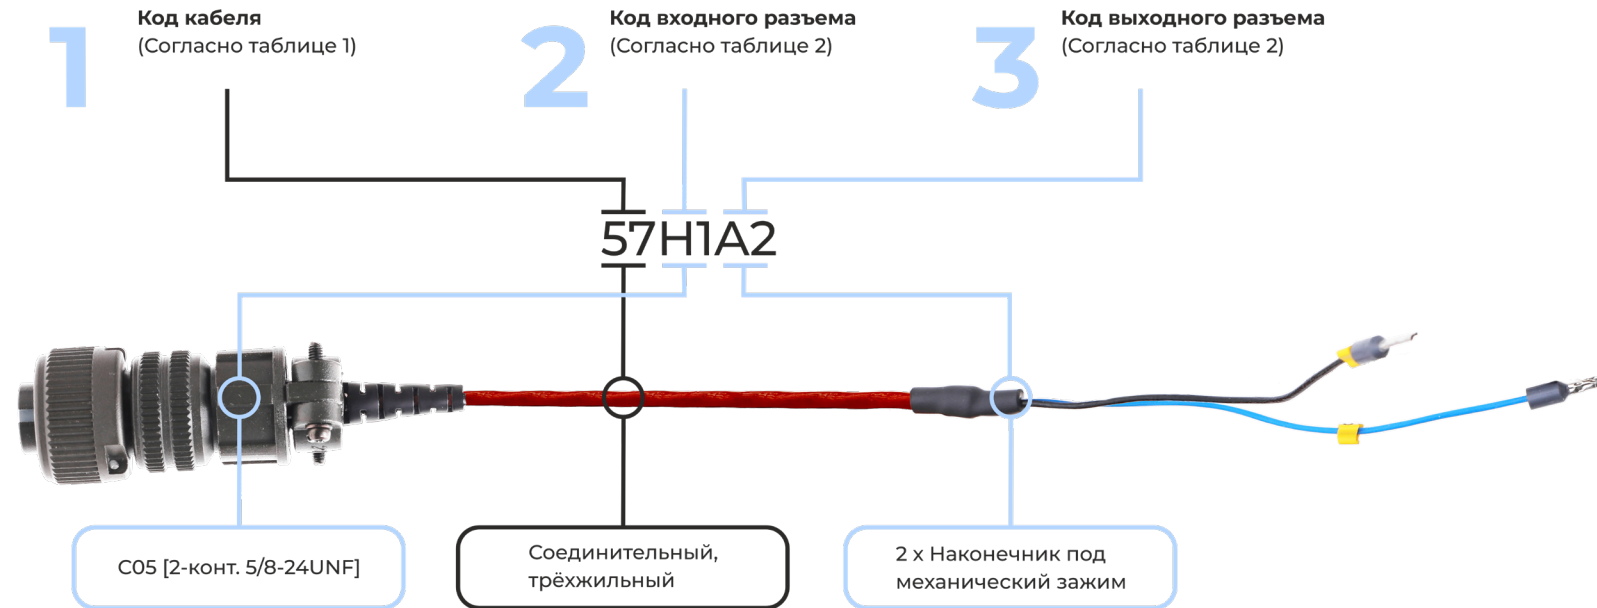 1
Код кабеля
(Согласно таблице 1)
2
Код входного разъема
(Согласно таблице 2)
3
Код выходного разъема
(Согласно таблице 2)
57H1A2
C05 [2-конт. 5/8-24UNF]
Соединительный,
трёхжильный
2 x Наконечник под
механический зажим